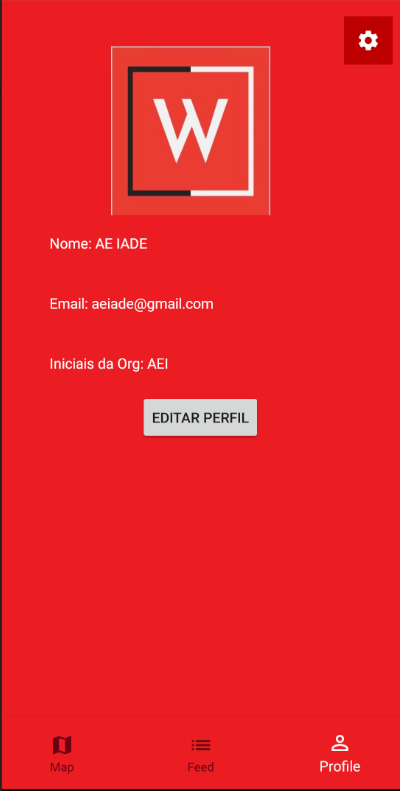 W
Nome: AE IADE
Email: aeiade@gmail.com
Iniciais da Org: AEI
EDITAR PERFIL
Map
Feed
Profile